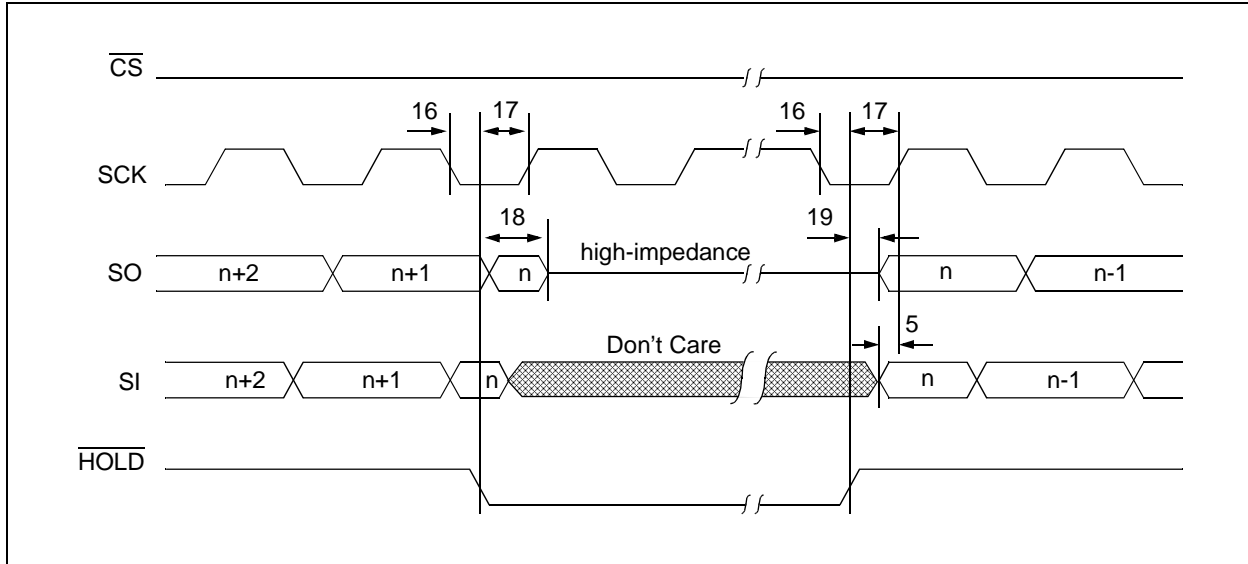 CS
16 17 16 17
SCK
18 19
high-impedance
SO n+2 n+1 n n n-1
5
Don't Care
SI n+2 n+1 n n n-1
HOLD